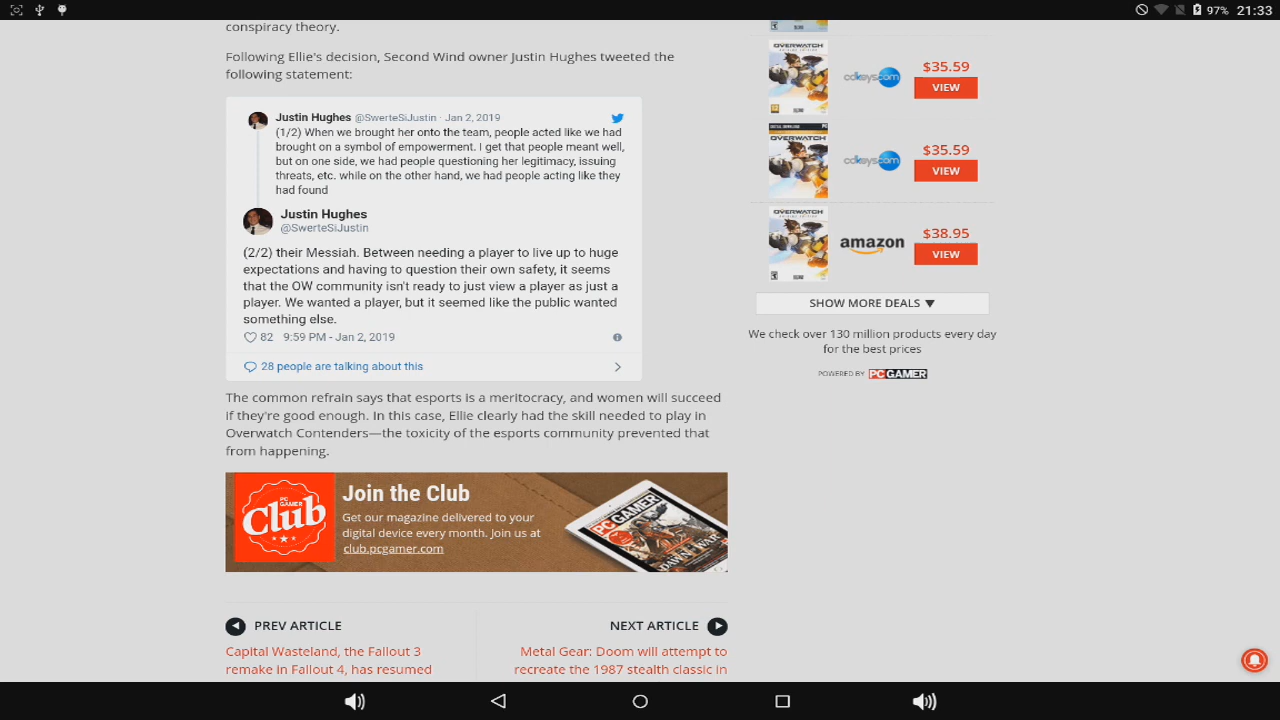 97% 21:33
conspiracy theory.
Following Ellie's decision, Second Wind owner Justin Hughes tweeted the
following statement:
Justin Hughes @SwerteSiJustin · Jan 2, 2019
(1/2) When we brought her onto the team, people acted like we had
brought on a symbol of empowerment. I get that people meant well,
but on one side, we had people questioning her legitimacy, issuing
threats, etc. while on the other hand, we had people acting like they
had found
Justin Hughes
@SwerteSiJustin
(2/2) their Messiah. Between needing a player to live up to huge
expectations and having to question their own safety, it seems
that the OW community isn't ready to just view a player as just a
player. We wanted a player, but it seemed like the public wanted
something else.
82 9:59 PM - Jan 2, 2019
28 people are talking about this
The common refrain says that esports is a meritocracy, and women will succeed
if they're good enough. In this case, Ellie clearly had the skill needed to play in
Overwatch Contenders—the toxicity of the esports community prevented that
from happening.
PC
GAMER
Club
Join the Club
Get our magazine delivered to your
digital device every month. Join us at
club.pcgamer.com
PC GAMER
DAWN OF WAR
PREV ARTICLE
Capital Wasteland, the Fallout 3
remake in Fallout 4, has resumed
NEXT ARTICLE
Metal Gear: Doom will attempt to
recreate the 1987 stealth classic in
OVERWATCH
cdkeys.com
$35.59
VIEW
OVERWATCH
cdkeys.com
$35.59
VIEW
OVERWATCH
amazon
$38.95
VIEW
SHOW MORE DEALS
We check over 130 million products every day
for the best prices
POWERED BY PC GAMER